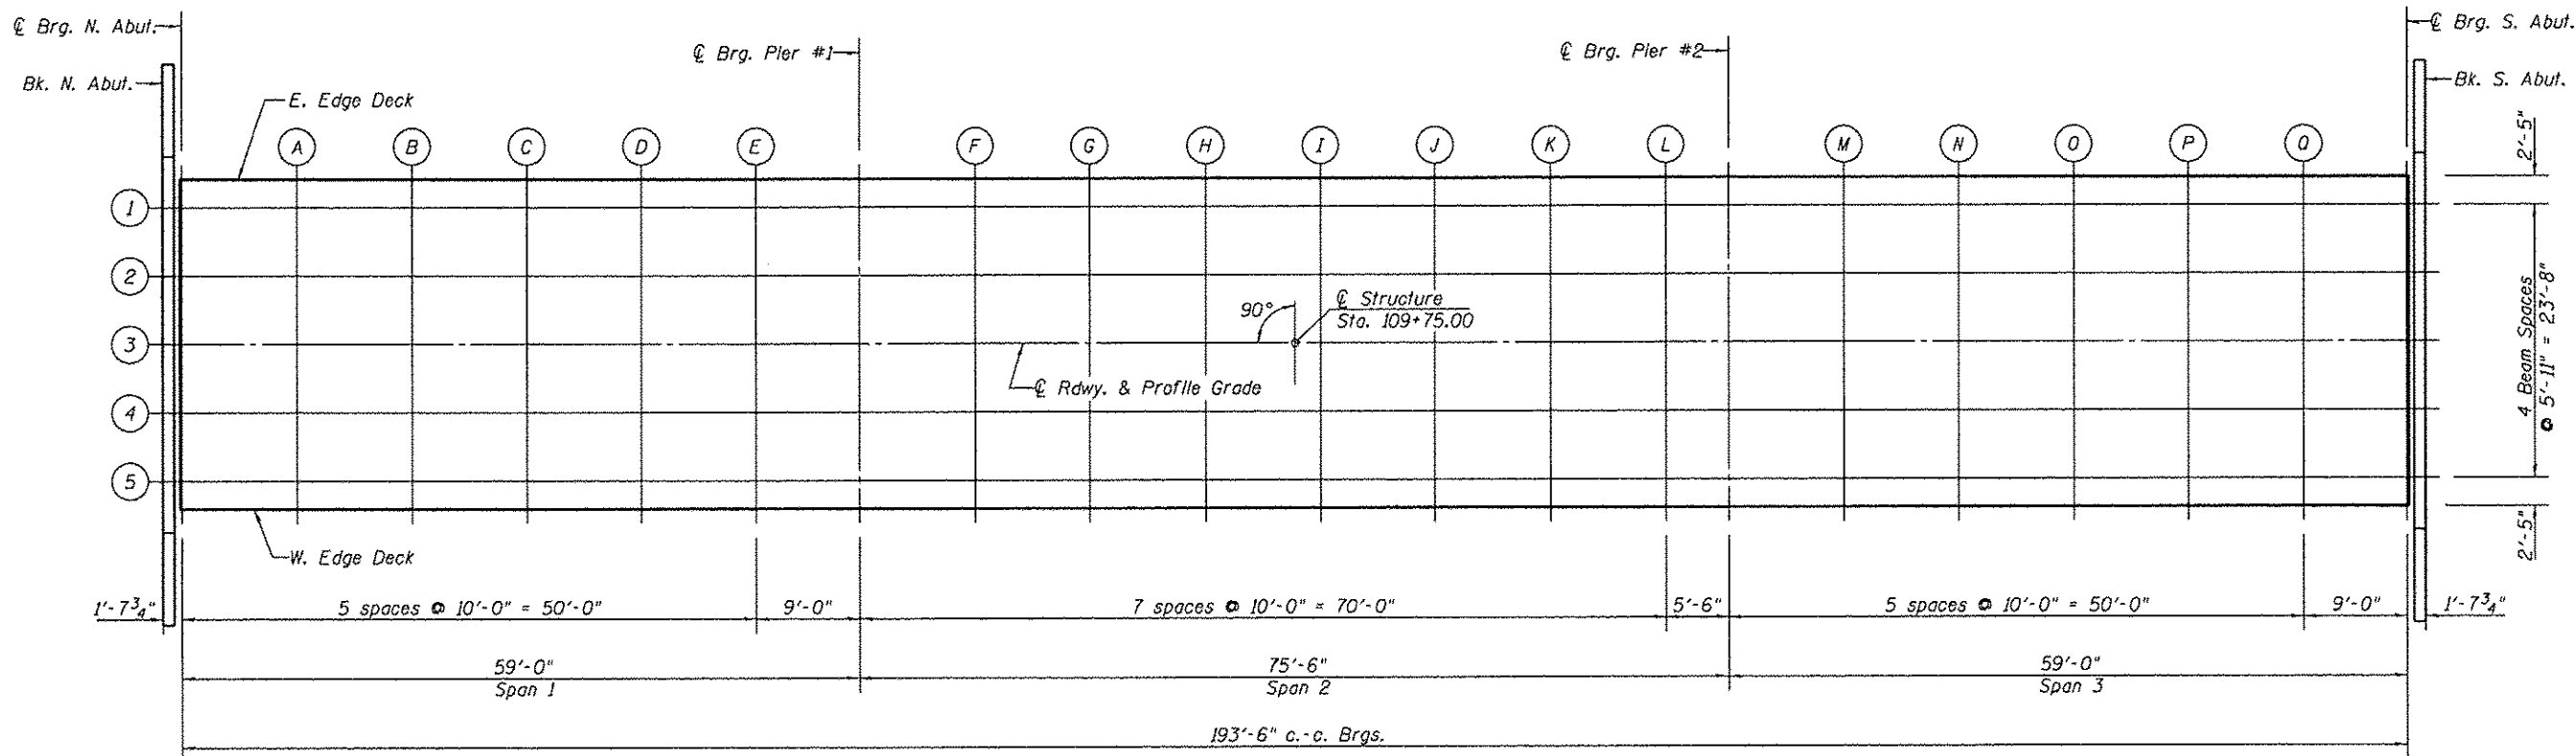 ℄ Brg. N. Abut.
℄ Brg. S. Abut.
℄ Brg. Pier #1
℄ Brg. Pier #2
Bk. N. Abut.
Bk. S. Abut.
E. Edge Deck
A B C D E F G H I J K L M N O P Q
2'-5"
1
2
3
4
5
90°
℄ Structure
Sta. 109+75.00
℄ Rdwy. & Profile Grade
4 Beam Spaces
@ 5'-11" = 23'-8"
2'-5"
W. Edge Deck
1'-7 3/4"
5 spaces @ 10'-0" = 50'-0"
9'-0"
7 spaces @ 10'-0" = 70'-0"
5'-6"
5 spaces @ 10'-0" = 50'-0"
9'-0"
1'-7 3/4"
59'-0"
Span 1
75'-6"
Span 2
59'-0"
Span 3
193'-6" c.-c. Brgs.